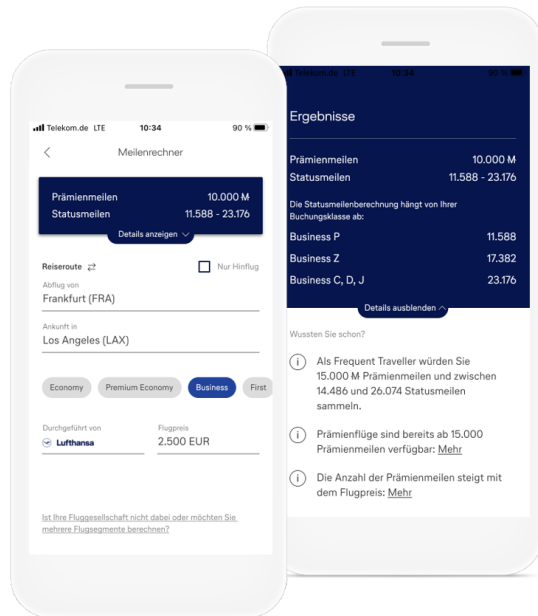 Telekom.de LTE 10:34 90 %
Meilenrechner
Prämienmeilen 10.000 M
Statusmeilen 11.588 - 23.176
Details anzeigen
Reiseroute Nur Hinflug
Abflug von
Frankfurt (FRA)
Ankunft in
Los Angeles (LAX)
Economy Premium Economy Business First
Durchgeführt von Flugpreis
Lufthansa 2.500 EUR
Ist Ihre Fluggesellschaft nicht dabei oder möchten Sie
mehrere Flugsegmente berechnen?
Telekom.de LTE 10:34 90 %
Ergebnisse
Prämienmeilen 10.000 M
Statusmeilen 11.588 - 23.176
Die Statusmeilenberechnung hängt von Ihrer
Buchungsklasse ab:
Business P 11.588
Business Z 17.382
Business C, D, J 23.176
Details ausblenden
Wussten Sie schon?
Als Frequent Traveller würden Sie
15.000 M Prämienmeilen und zwischen
14.486 und 26.074 Statusmeilen
sammeln.
Prämienflüge sind bereits ab 15.000
Prämienmeilen verfügbar: Mehr
Die Anzahl der Prämienmeilen steigt mit
dem Flugpreis: Mehr